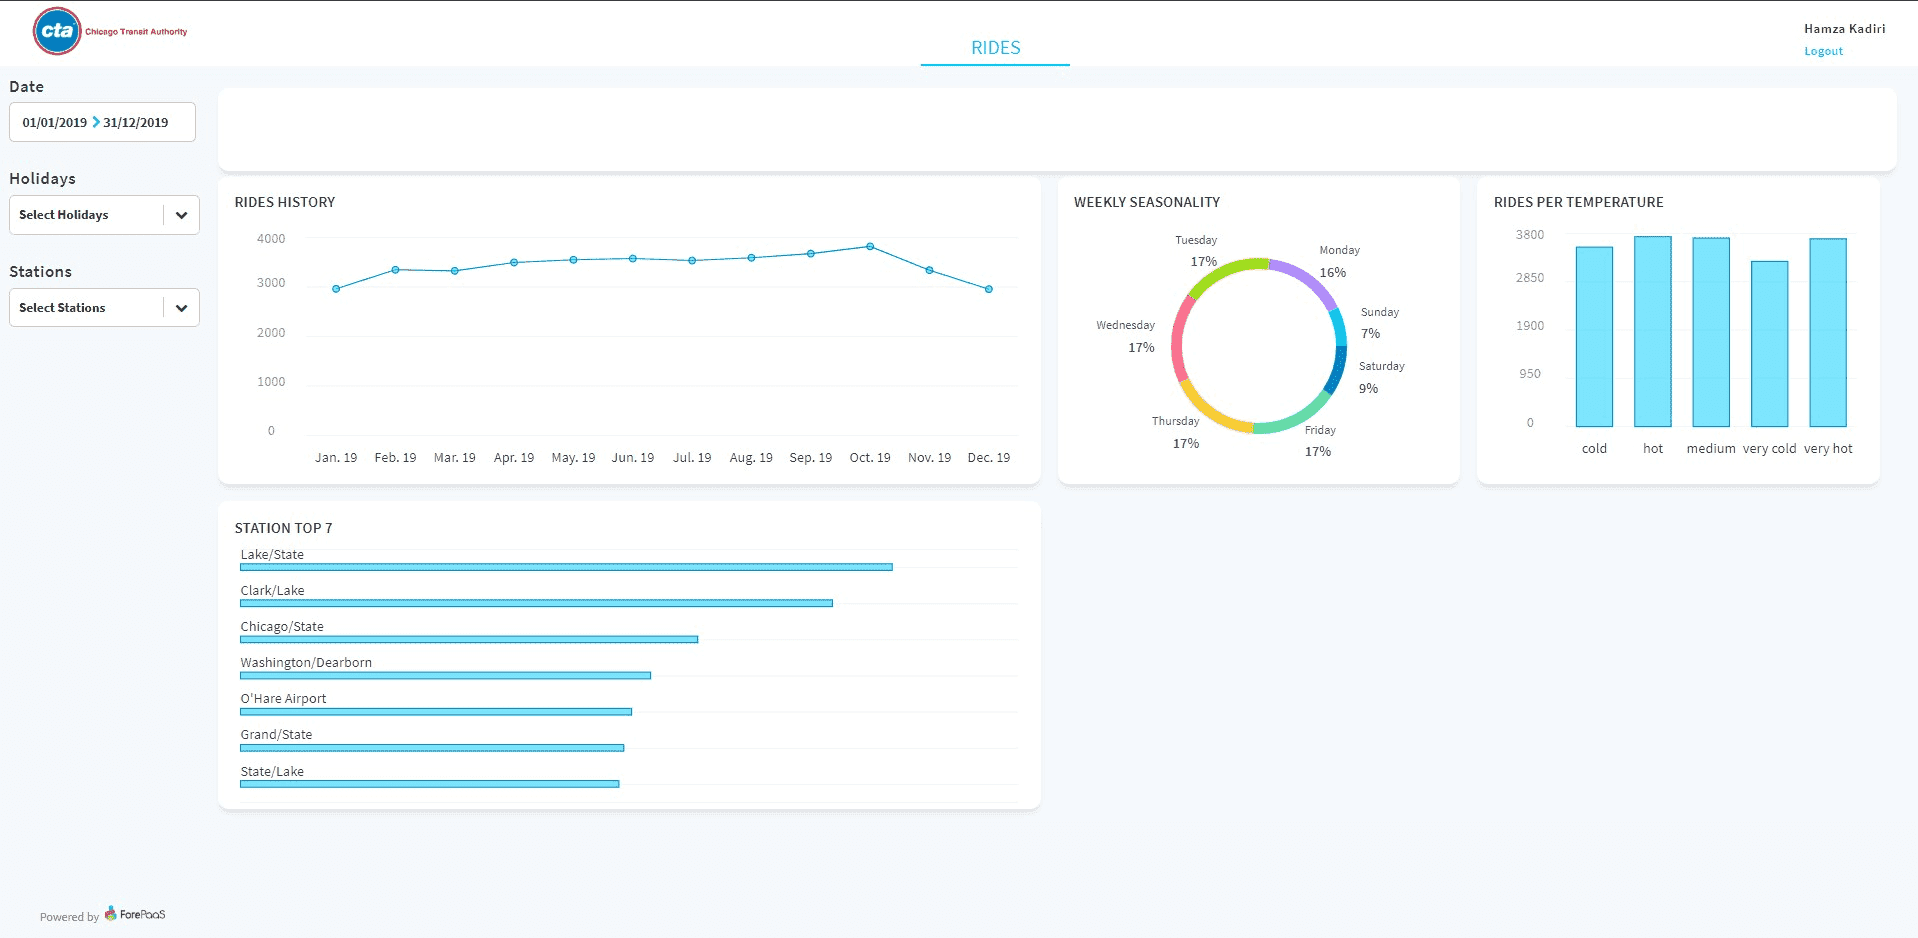 cta
Chicago Transit Authority
RIDES
Hamza Kadiri
Logout
Date
01/01/2019 31/12/2019
Holidays
Select Holidays
Stations
Select Stations
RIDES HISTORY
4000
3000
2000
1000
0
Jan. 19 Feb. 19 Mar. 19 Apr. 19 May. 19 Jun. 19 Jul. 19 Aug. 19 Sep. 19 Oct. 19 Nov. 19 Dec. 19
WEEKLY SEASONALITY
Tuesday
17%
Monday
16%
Sunday
7%
Wednesday
17%
Saturday
9%
Thursday
17%
Friday
17%
RIDES PER TEMPERATURE
3800
2850
1900
950
0
cold hot medium very cold very hot
STATION TOP 7
Lake/State
Clark/Lake
Chicago/State
Washington/Dearborn
O'Hare Airport
Grand/State
State/Lake
Powered by ForePaaS